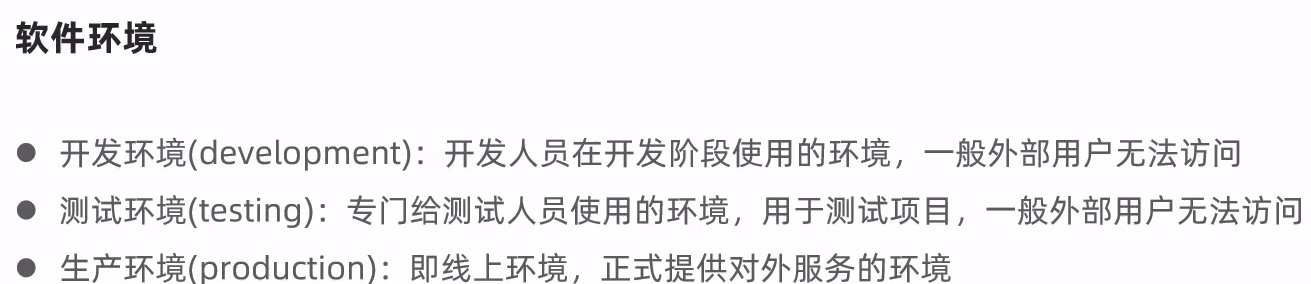 软件环境
● 开发环境(development)：开发人员在开发阶段使用的环境，一般外部用户无法访问
● 测试环境(testing)：专门给测试人员使用的环境，用于测试项目，一般外部用户无法访问
● 生产环境(production)：即线上环境，正式提供对外服务的环境